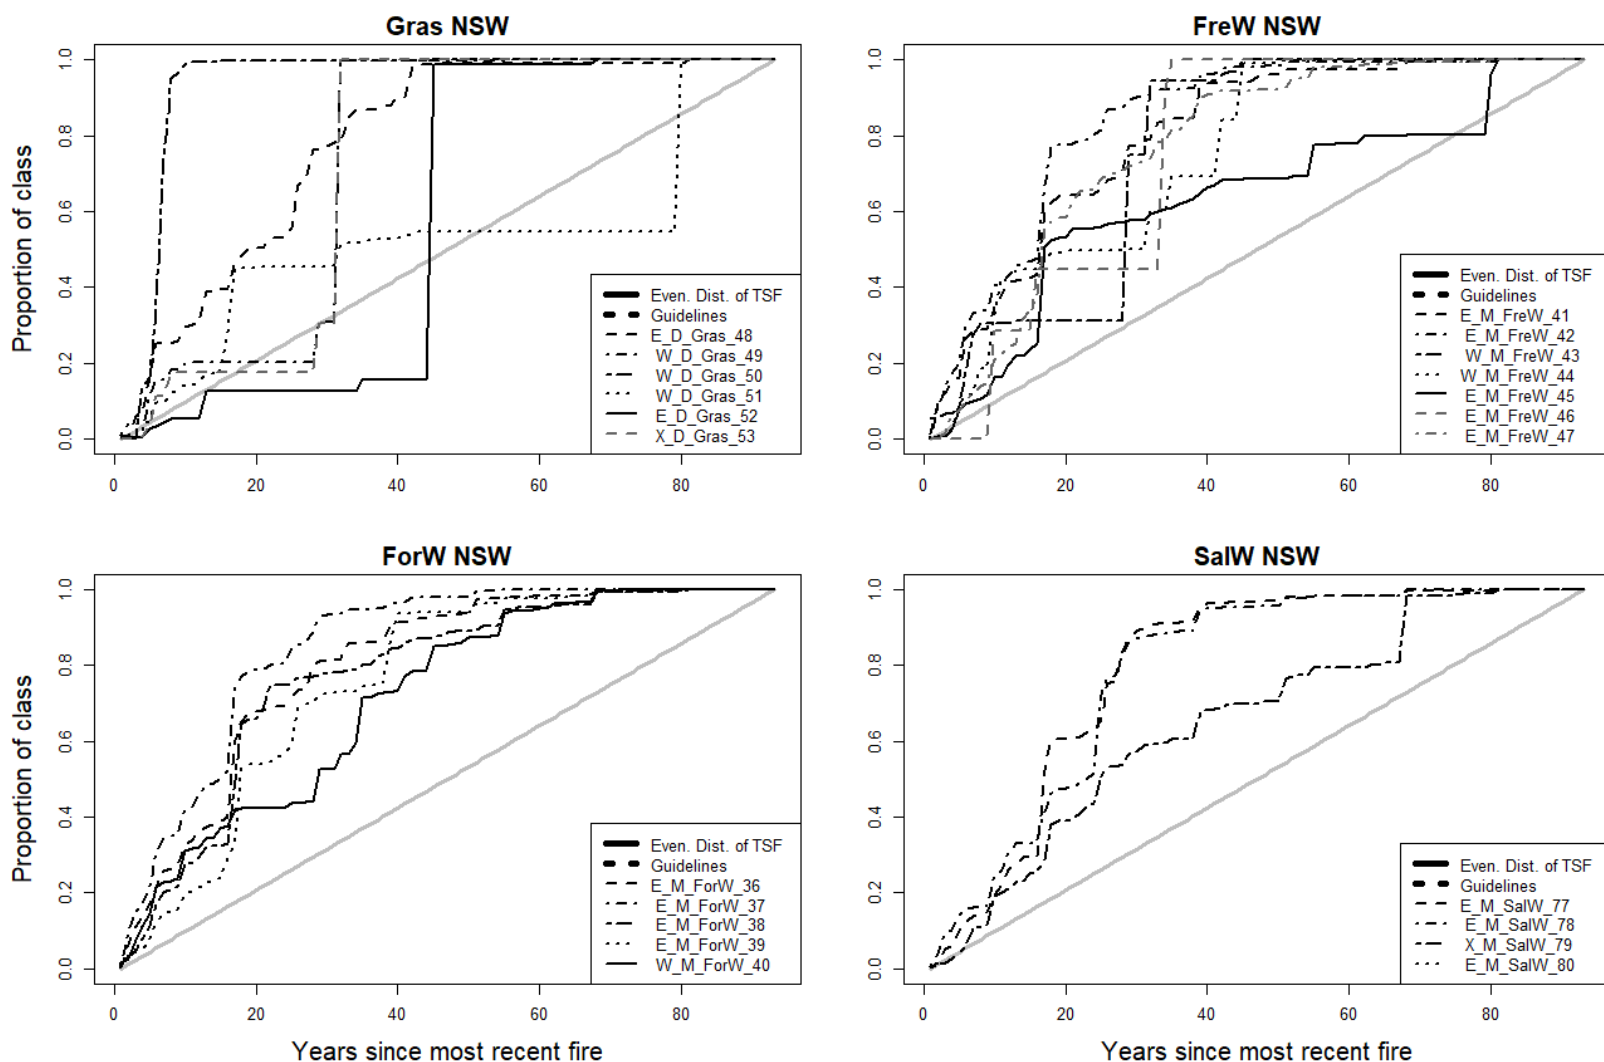 Gras NSW
Proportion of class
0.0 0.2 0.4 0.6 0.8 1.0
0 20 40 60 80
Even. Dist. of TSF
Guidelines
E_D_Gras_48
W_D_Gras_49
W_D_Gras_50
W_D_Gras_51
E_D_Gras_52
X_D_Gras_53
FreW NSW
0.0 0.2 0.4 0.6 0.8 1.0
0 20 40 60 80
Even. Dist. of TSF
Guidelines
E_M_FreW_41
E_M_FreW_42
W_M_FreW_43
W_M_FreW_44
E_M_FreW_45
E_M_FreW_46
E_M_FreW_47
ForW NSW
Proportion of class
0.0 0.2 0.4 0.6 0.8 1.0
0 20 40 60 80
Years since most recent fire
Even. Dist. of TSF
Guidelines
E_M_ForW_36
E_M_ForW_37
E_M_ForW_38
E_M_ForW_39
W_M_ForW_40
SalW NSW
0.0 0.2 0.4 0.6 0.8 1.0
0 20 40 60 80
Years since most recent fire
Even. Dist. of TSF
Guidelines
E_M_SalW_77
E_M_SalW_78
X_M_SalW_79
E_M_SalW_80